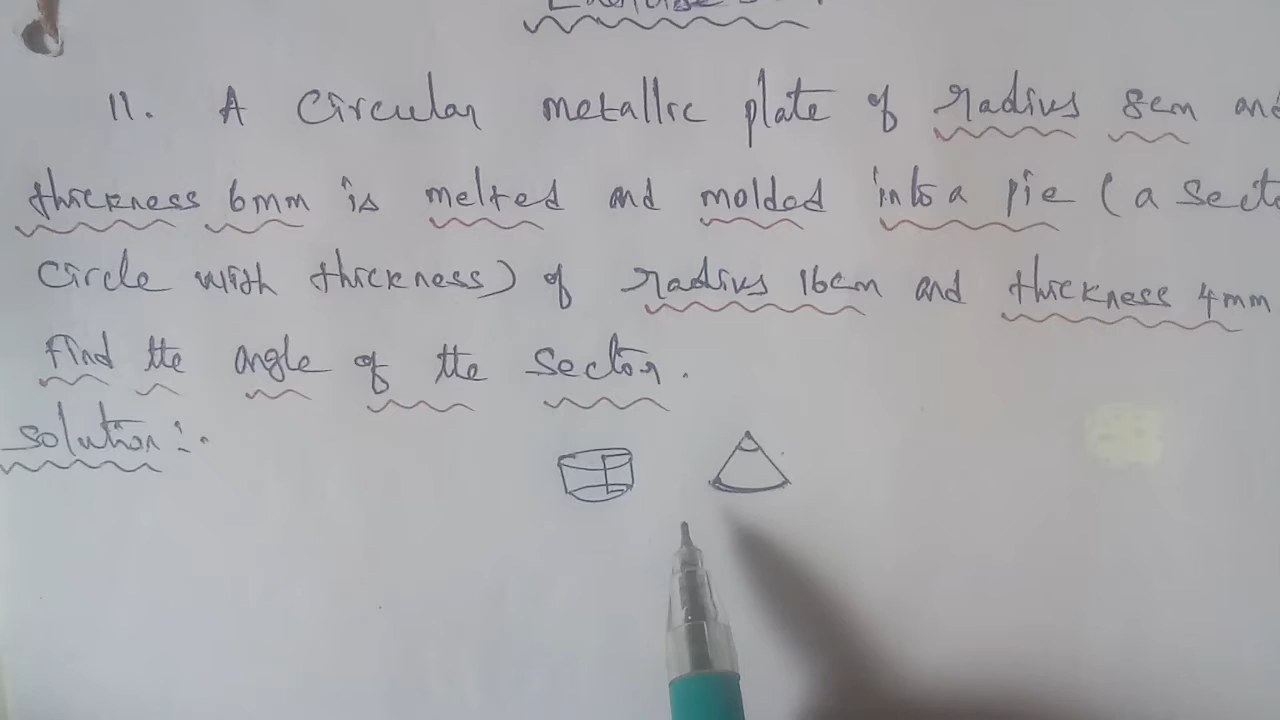 11. A Circular metallic plate of radius 8cm and
thickness 6mm is melted and molded into a pie (a
Circle with thickness) of radius 16cm and thickness 4mm
find the angle of the sector.
solution:-